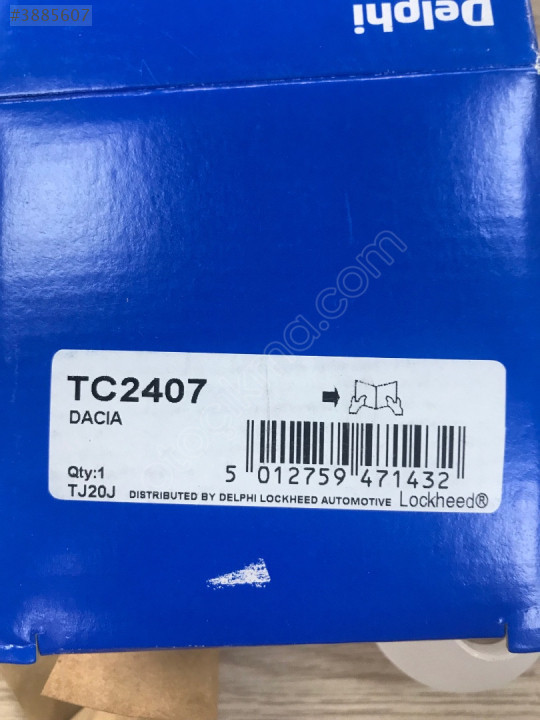 #3885607
Delphi
TC2407
DACIA
Qty:1
TJ20J
5 012759 471432
DISTRIBUTED BY DELPHI LOCKHEED AUTOMOTIVE Lockheed®